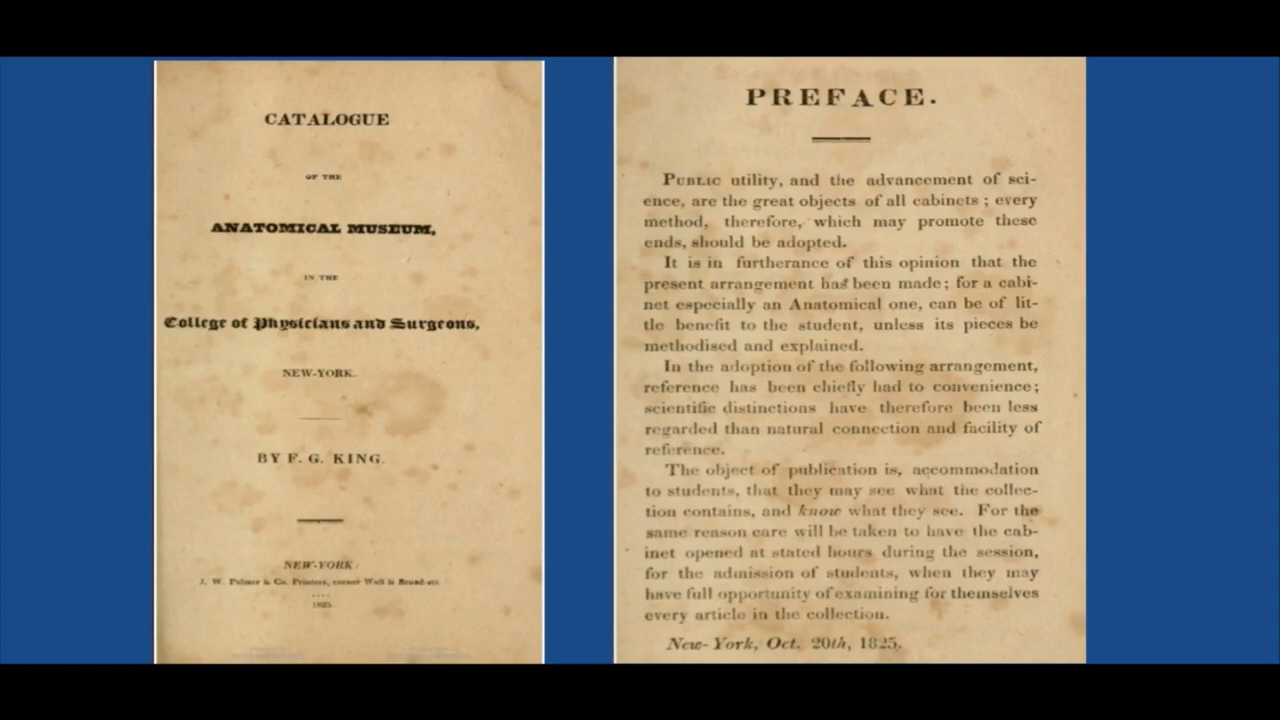 CATALOGUE
OF THE
ANATOMICAL MUSEUM,
IN THE
College of Physicians and Surgeons,
NEW-YORK.
BY F. G. KING.
NEW-YORK:
J. W. Palmer & Co. Printers, corner Wall & Broad-sts.
1825
PREFACE.
PUBLIC utility, and the advancement of sci-
ence, are the great objects of all cabinets ; every
method, therefore, which may promote these
ends, should be adopted.
It is in furtherance of this opinion that the
present arrangement has been made ; for a cabi-
net especially an Anatomical one, can be of lit-
tle benefit to the student, unless its pieces be
methodised and explained.
In the adoption of the following arrangement,
reference has been chiefly had to convenience ;
scientific distinctions have therefore been less
regarded than natural connection and facility of
reference.
The object of publication is, accommodation
to students, that they may see what the collec-
tion contains, and know what they see. For the
same reason care will be taken to have the cab-
inet opened at stated hours during the session,
for the admission of students, when they may
have full opportunity of examining for themselves
every article in the collection.
New-York, Oct. 20th, 1825.